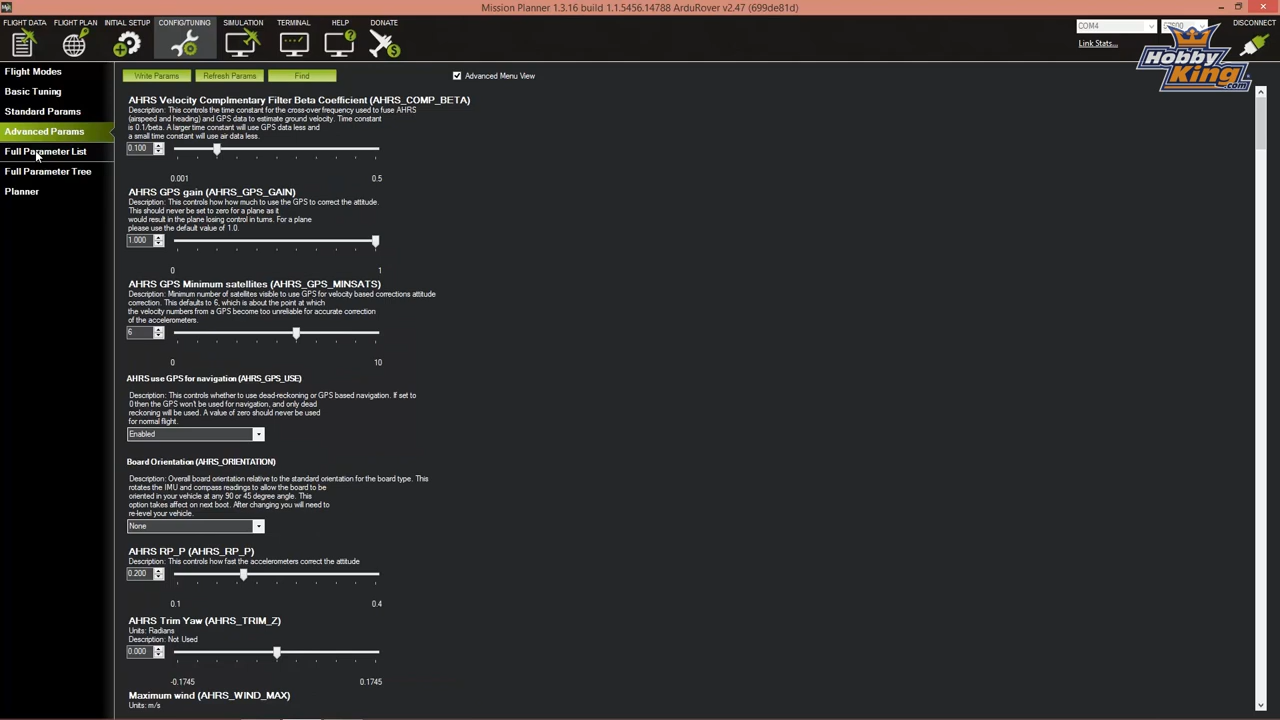 Mission Planner 1.3.16 build 1.1.5456.14788 ArduRover v2.47 (699de81d)
FLIGHT DATA FLIGHT PLAN INITIAL SETUP CONFIG/TUNING SIMULATION TERMINAL HELP DONATE
COM4
DISCONNECT
Link Stats...
HobbyKing.com
Flight Modes
Basic Tuning
Standard Params
Advanced Params
Full Parameter List
Full Parameter Tree
Planner
Write Params Refresh Params Find Advanced Menu View
AHRS Velocity Complmentary Filter Beta Coefficient (AHRS_COMP_BETA)
Description: This controls the time constant for the cross-over frequency used to fuse AHRS
(airspeed and heading) and GPS data to estimate ground velocity. Time constant
is 0.1/beta. A larger time constant will use GPS data less and
a small time constant will use air data less.
0.100
0.001 0.5
AHRS GPS gain (AHRS_GPS_GAIN)
Description: This controls how how much to use the GPS to correct the attitude.
This should never be set to zero for a plane as it
would result in the plane losing control in turns. For a plane
please use the default value of 1.0.
1.000
0 1
AHRS GPS Minimum satellites (AHRS_GPS_MINSATS)
Description: Minimum number of satellites visible to use GPS for velocity based corrections attitude
correction. This defaults to 6, which is about the point at which
the velocity numbers from a GPS become too unreliable for accurate correction
of the accelerometers.
6
0 10
AHRS use GPS for navigation (AHRS_GPS_USE)
Description: This controls whether to use dead-reckoning or GPS based navigation. If set to
0 then the GPS won't be used for navigation, and only dead
reckoning will be used. A value of zero should never be used
for normal flight.
Enabled
Board Orientation (AHRS_ORIENTATION)
Description: Overall board orientation relative to the standard orientation for the board type. This
rotates the IMU and compass readings to allow the board to be
oriented in your vehicle at any 90 or 45 degree angle. This
option takes affect on next boot. After changing you will need to
re-level your vehicle.
None
AHRS RP_P (AHRS_RP_P)
Description: This controls how fast the accelerometers correct the attitude
0.200
0.1 0.4
AHRS Trim Yaw (AHRS_TRIM_Z)
Units: Radians
Description: Not Used
0.000
-0.1745 0.1745
Maximum wind (AHRS_WIND_MAX)
Units: m/s